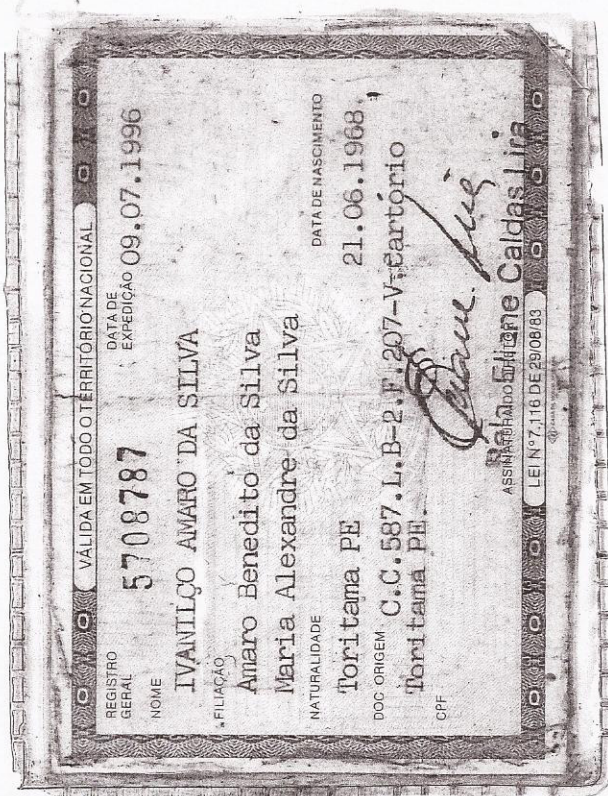 VÁLIDA EM TODO O TERRITÓRIO NACIONAL
REGISTRO GERAL 5708787 DATA DE EXPEDIÇÃO 09.07.1996
NOME
IVANILÇO AMARO DA SILVA
FILIAÇÃO
Amaro Benedito da Silva
Maria Alexandre da Silva
NATURALIDADE DATA DE NASCIMENTO
Toritama PE 21.06.1968
DOC ORIGEM C.C.587.L.B-2.F.207-V.Cartório
Toritama PE.
CPF
Eliane Caldas Lira
ASSINATURA DO DIRETOR
LEI Nº 7.116 DE 29/08/83